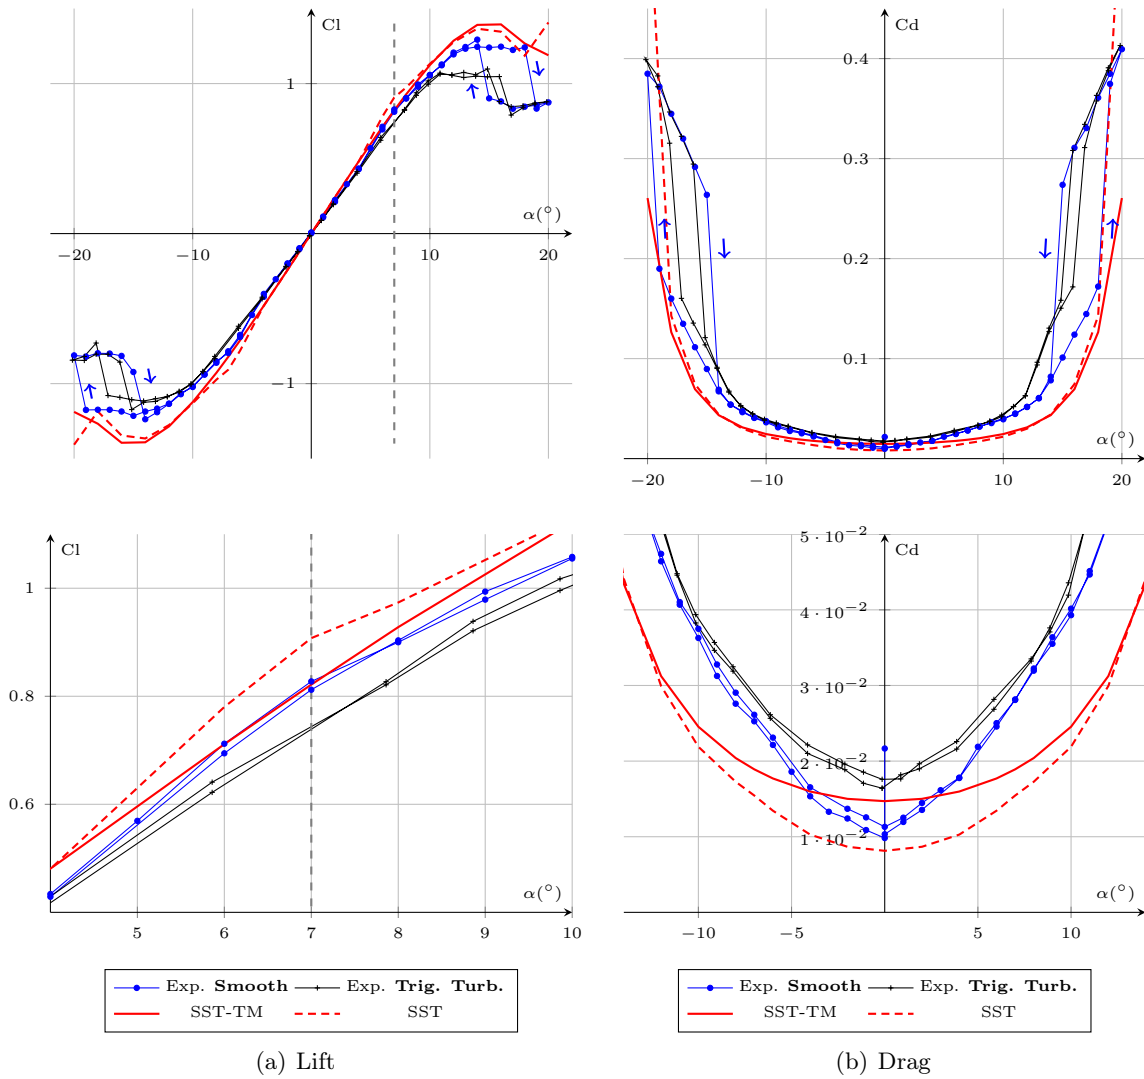 Cl
1
α(°)
−20
−10
10
20
−1
Cd
0.4
0.3
0.2
0.1
α(°)
−20
−10
10
20
Cl
1
0.8
0.6
α(°)
5
6
7
8
9
10
5 · 10⁻²
Cd
4 · 10⁻²
3 · 10⁻²
2 · 10⁻²
1 · 10⁻²
α(°)
−10
−5
5
10
Exp. Smooth Exp. Trig. Turb.
SST-TM SST
Exp. Smooth Exp. Trig. Turb.
SST-TM SST
(a) Lift
(b) Drag